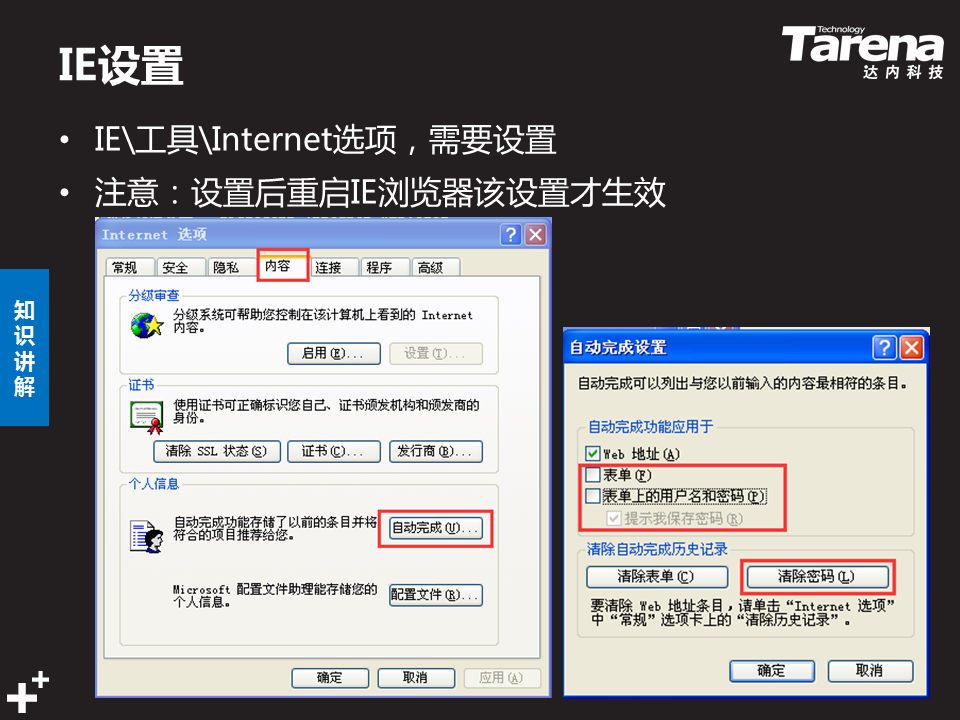 IE设置
Technology
Tarena
达内科技
• IE\工具\Internet选项，需要设置
• 注意：设置后重启IE浏览器该设置才生效
知识讲解
Internet 选项
常规 安全 隐私 内容 连接 程序 高级
分级审查
分级系统可帮助您控制在该计算机上看到的 Internet
内容。
启用(E)... 设置(T)...
证书
使用证书可正确标识您自己、证书颁发机构和颁发商的
身份。
清除 SSL 状态(S) 证书(C)... 发行商(B)...
个人信息
自动完成功能存储了以前的条目并将
符合的项目推荐给您。
自动完成(U)...
Microsoft 配置文件助理能存储您的
个人信息。
配置文件(R)...
确定 取消 应用(A)
自动完成设置
自动完成可以列出与您以前输入的内容最相符的条目。
自动完成功能应用于
Web 地址(A)
表单(F)
表单上的用户名和密码(P)
提示我保存密码(R)
清除自动完成历史记录
清除表单(C) 清除密码(L)
要清除 Web 地址条目，请单击“Internet 选项”
中“常规”选项卡上的“清除历史记录”。
确定 取消